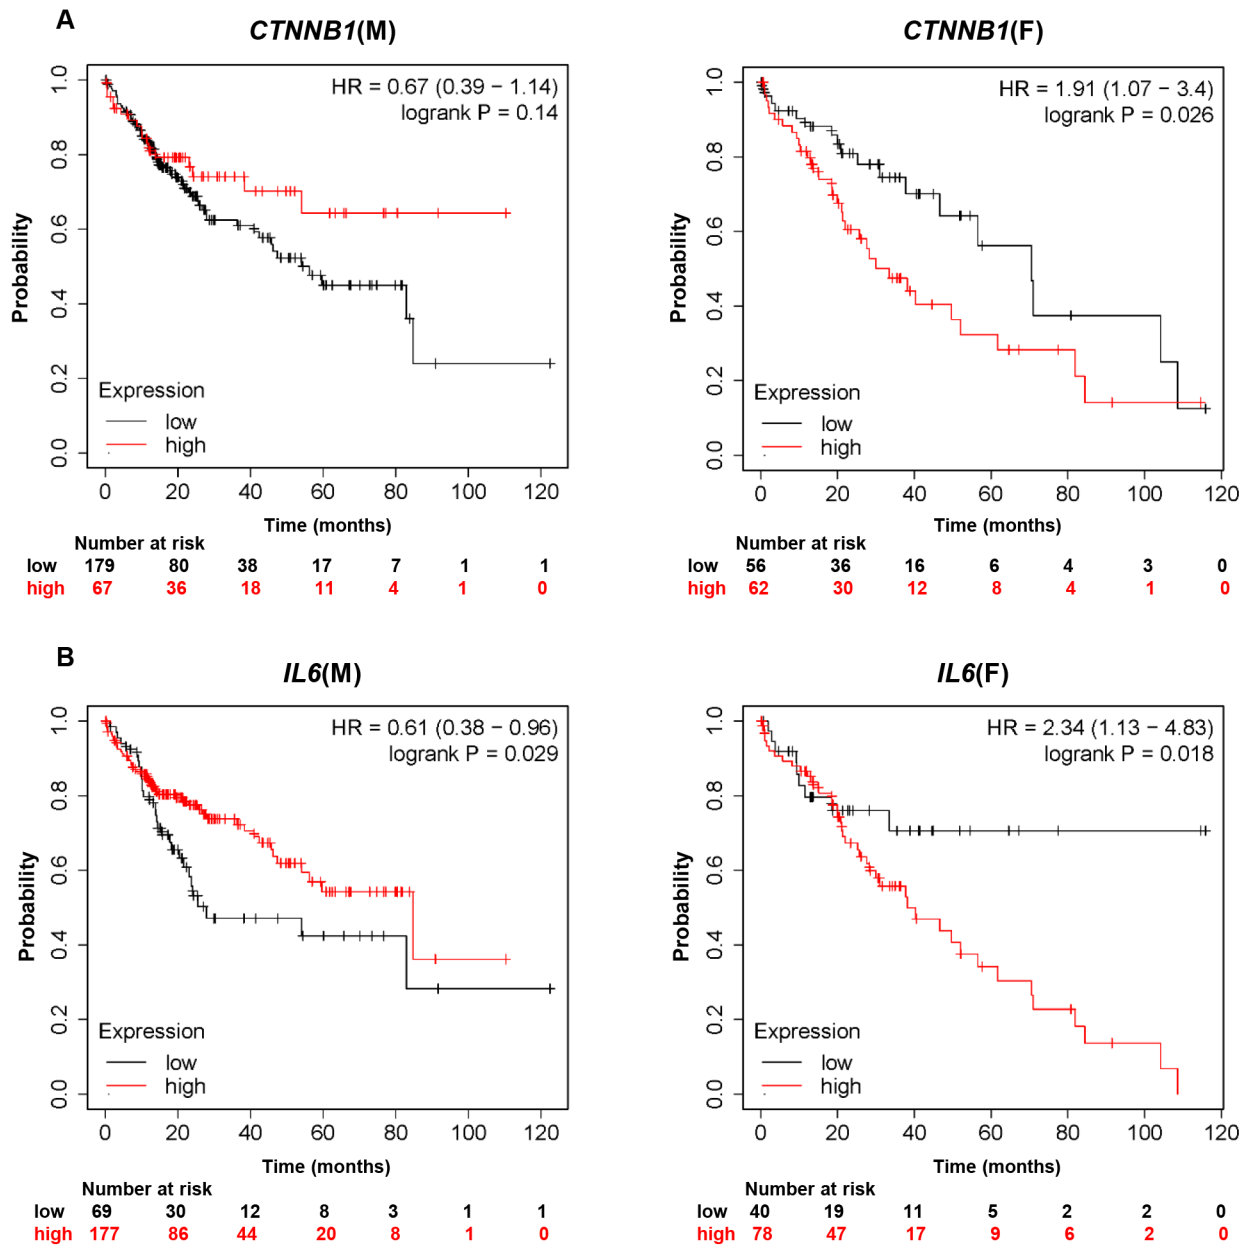 A
CTNNB1(M)
HR = 0.67 (0.39 − 1.14)
logrank P = 0.14
Probability
1.0
0.8
0.6
0.4
0.2
0.0
Expression
low
high
0 20 40 60 80 100 120
Time (months)
Number at risk
low 179 80 38 17 7 1 1
high 67 36 18 11 4 1 0
CTNNB1(F)
HR = 1.91 (1.07 − 3.4)
logrank P = 0.026
Probability
1.0
0.8
0.6
0.4
0.2
0.0
Expression
low
high
0 20 40 60 80 100 120
Time (months)
Number at risk
low 56 36 16 6 4 3 0
high 62 30 12 8 4 1 0
B
IL6(M)
HR = 0.61 (0.38 − 0.96)
logrank P = 0.029
Probability
1.0
0.8
0.6
0.4
0.2
0.0
Expression
low
high
0 20 40 60 80 100 120
Time (months)
Number at risk
low 69 30 12 8 3 1 1
high 177 86 44 20 8 1 0
IL6(F)
HR = 2.34 (1.13 − 4.83)
logrank P = 0.018
Probability
1.0
0.8
0.6
0.4
0.2
0.0
Expression
low
high
0 20 40 60 80 100 120
Time (months)
Number at risk
low 40 19 11 5 2 2 0
high 78 47 17 9 6 2 0